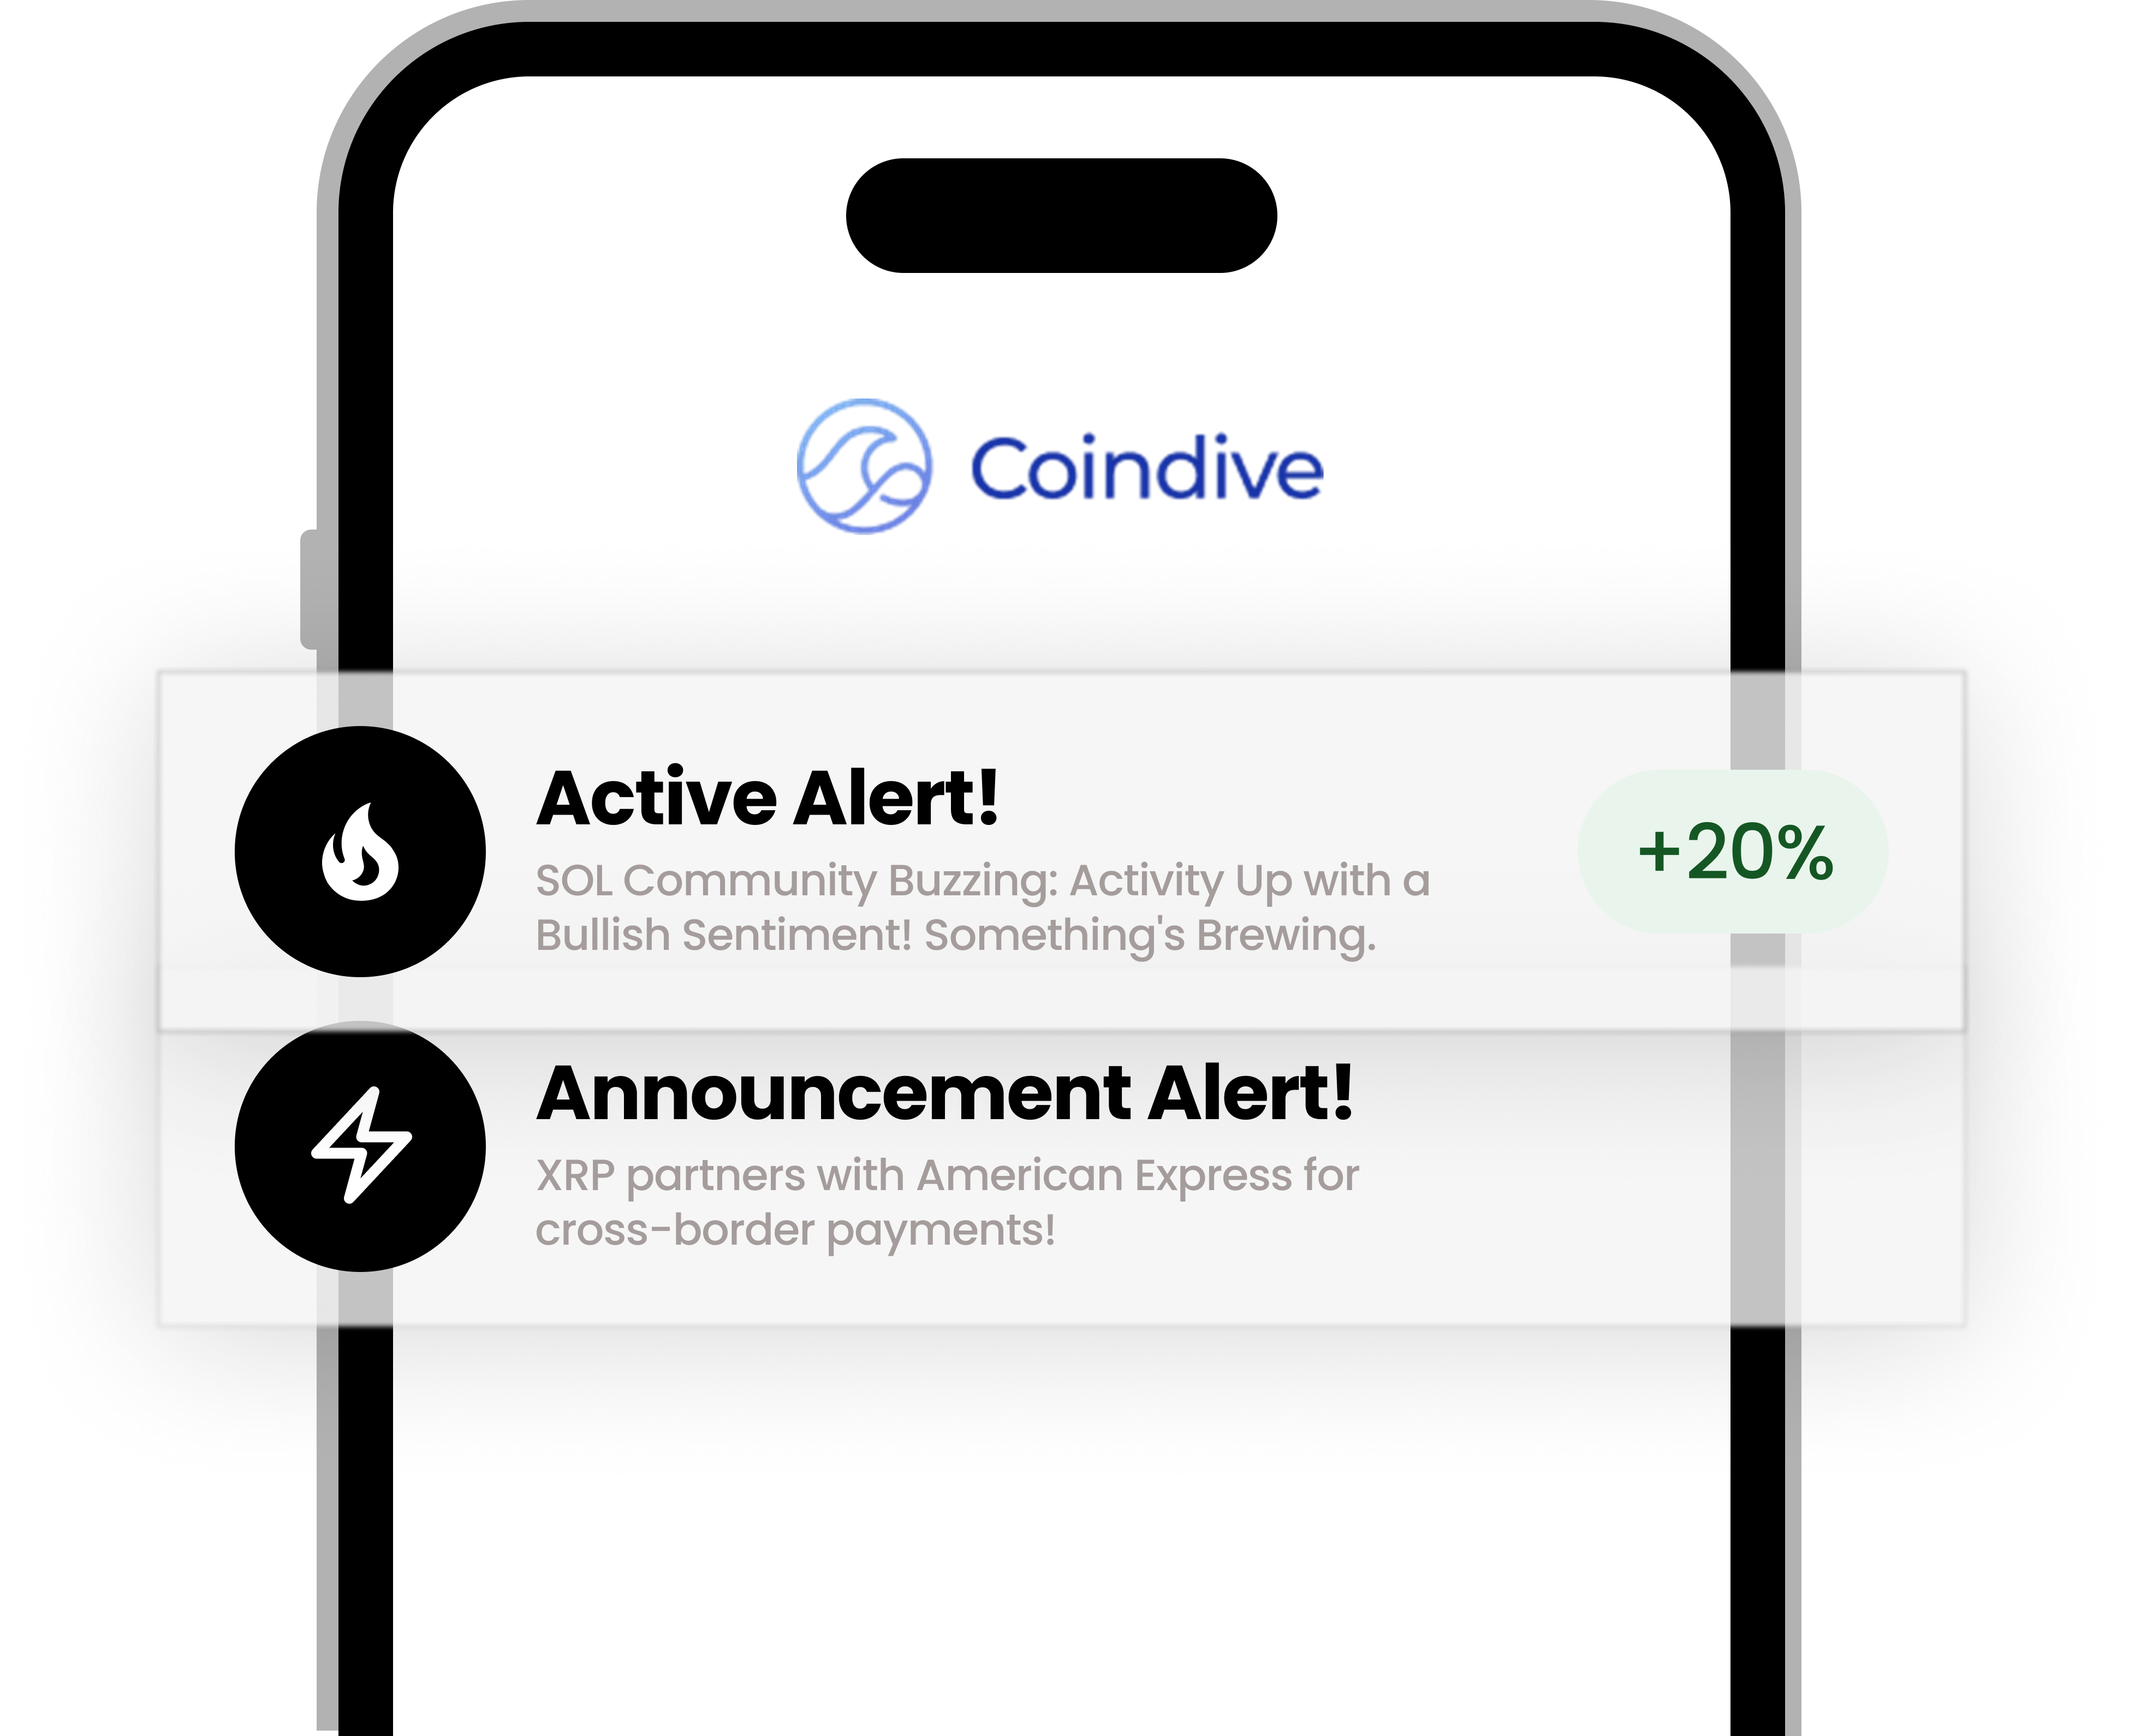 Coindive
Active Alert!
SOL Community Buzzing: Activity Up with a
Bullish Sentiment! Something's Brewing.
+20%
Announcement Alert!
XRP partners with American Express for
cross-border payments!